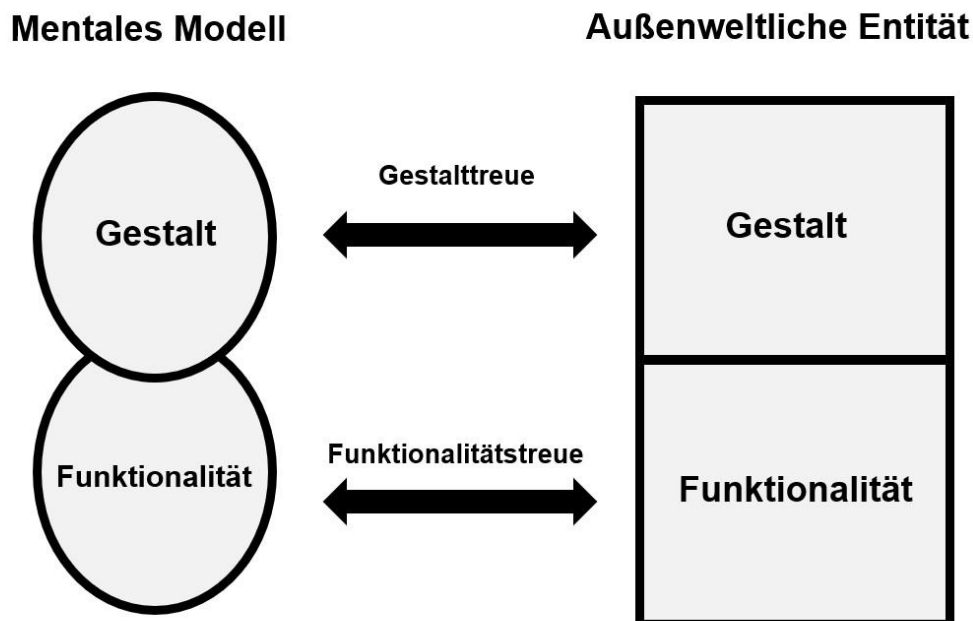 Mentales Modell
Außenweltliche Entität
Gestalttreue
Gestalt
Gestalt
Funktionalitätstreue
Funktionalität
Funktionalität